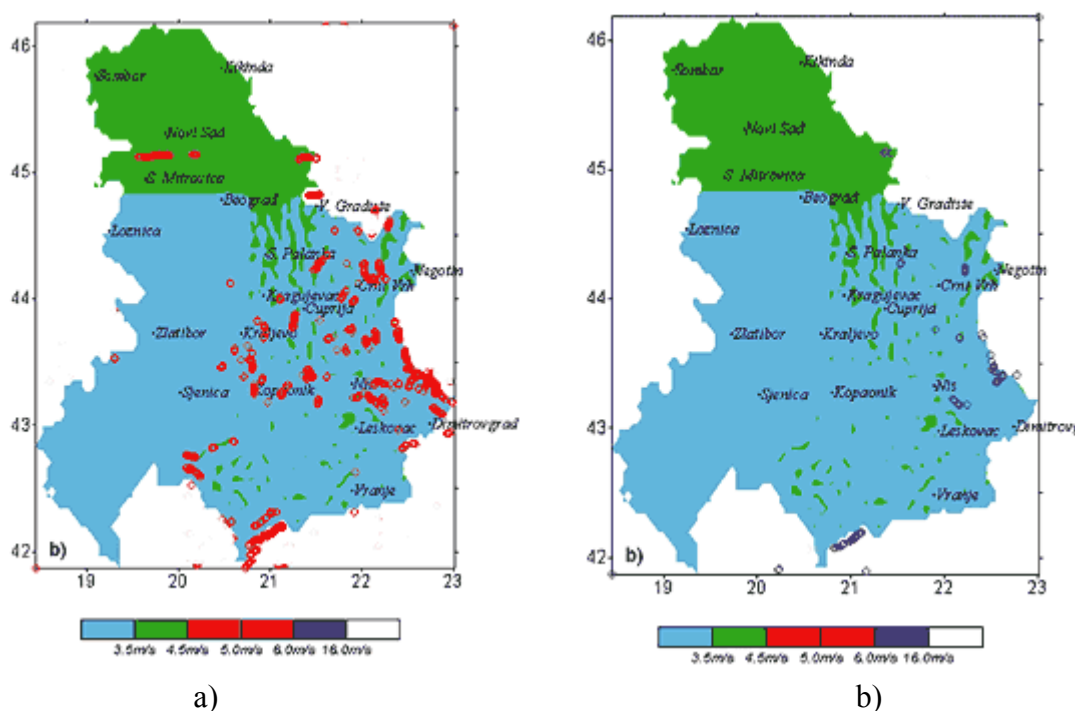 46
45
44
43
42
19 20 21 22 23
Sombor
Kikinda
Novi Sad
S. Mitrovica
Beograd
V. Gradiste
Loznica
S. Palanka
Negotin
Crni Vrh
Kragujevac
Cuprija
Zlatibor
Kraljevo
Sjenica
Kopaonik
Nis
Dimitrovgrad
Leskovac
Vranje
b)
3.5m/s 4.5m/s 5.0m/s 6.0m/s 16.0m/s
a)
46
45
44
43
42
19 20 21 22 23
Sombor
Kikinda
Novi Sad
S. Mitrovica
Beograd
V. Gradiste
Loznica
S. Palanka
Negotin
Crni Vrh
Kragujevac
Cuprija
Zlatibor
Kraljevo
Sjenica
Kopaonik
Nis
Dimitrovg
Leskovac
Vranje
b)
3.5m/s 4.5m/s 5.0m/s 6.0m/s 16.0m/s
b)